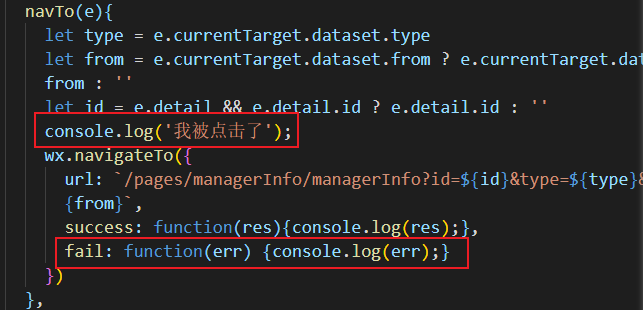 navTo(e){
let type = e.currentTarget.dataset.type
let from = e.currentTarget.dataset.from ? e.currentTarget.dat
from : ''
let id = e.detail && e.detail.id ? e.detail.id : ''
console.log('我被点击了');
wx.navigateTo({
url: `/pages/managerInfo/managerInfo?id=${id}&type=${type}&
{from}`,
success: function(res){console.log(res);},
fail: function(err) {console.log(err);}
})
},